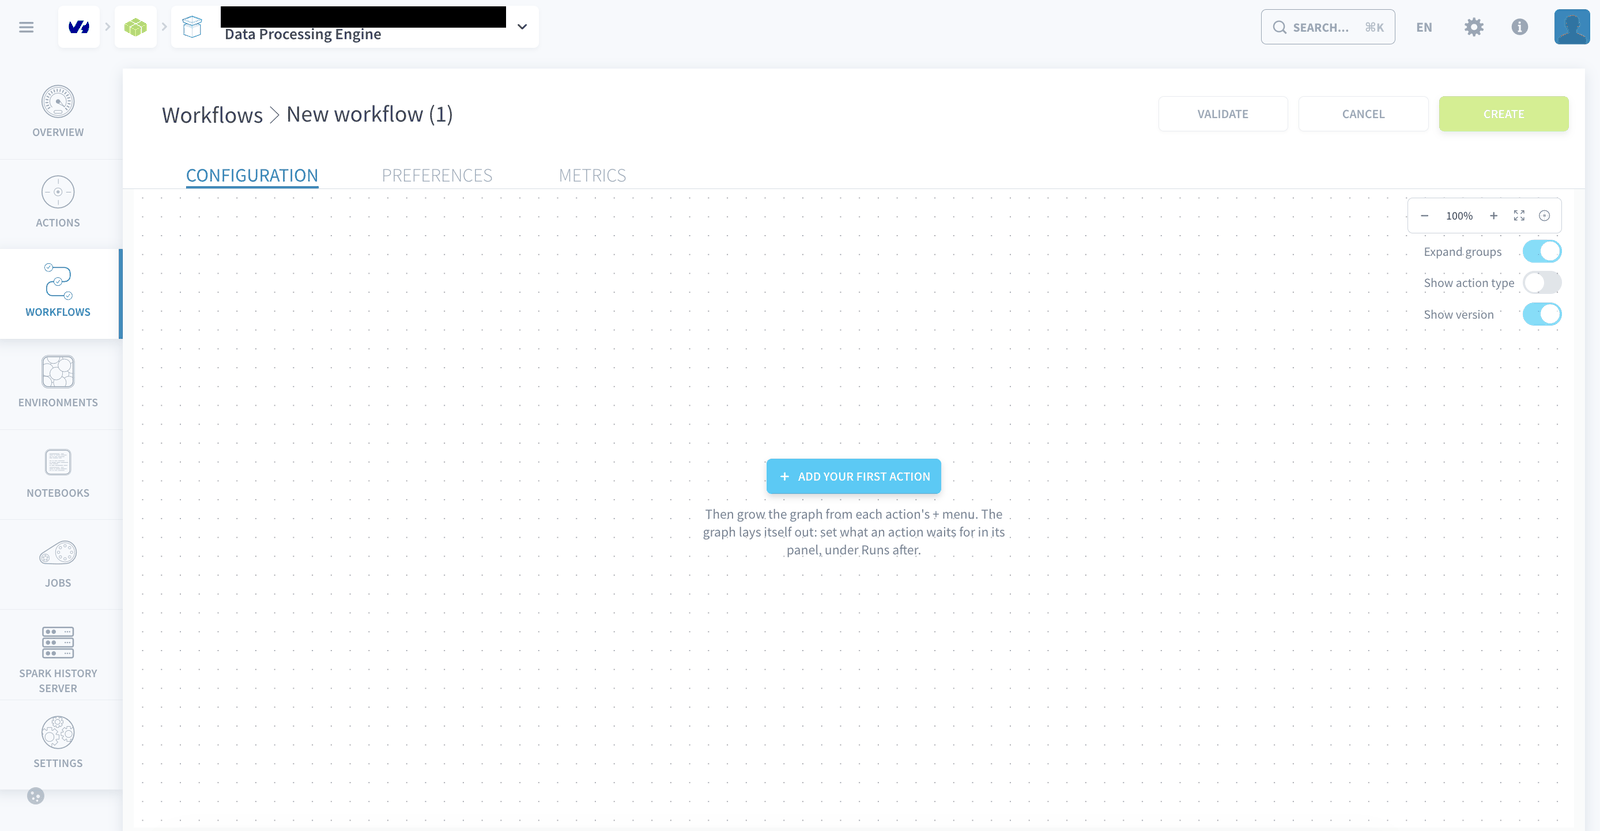 Data Processing Engine
SEARCH... ⌘K
EN
OVERVIEW
ACTIONS
WORKFLOWS
ENVIRONMENTS
NOTEBOOKS
JOBS
SPARK HISTORY
SERVER
SETTINGS
Workflows > New workflow (1)
VALIDATE
CANCEL
CREATE
CONFIGURATION
PREFERENCES
METRICS
− 100% +
Expand groups
Show action type
Show version
+ ADD YOUR FIRST ACTION
Then grow the graph from each action's + menu. The
graph lays itself out: set what an action waits for in its
panel, under Runs after.